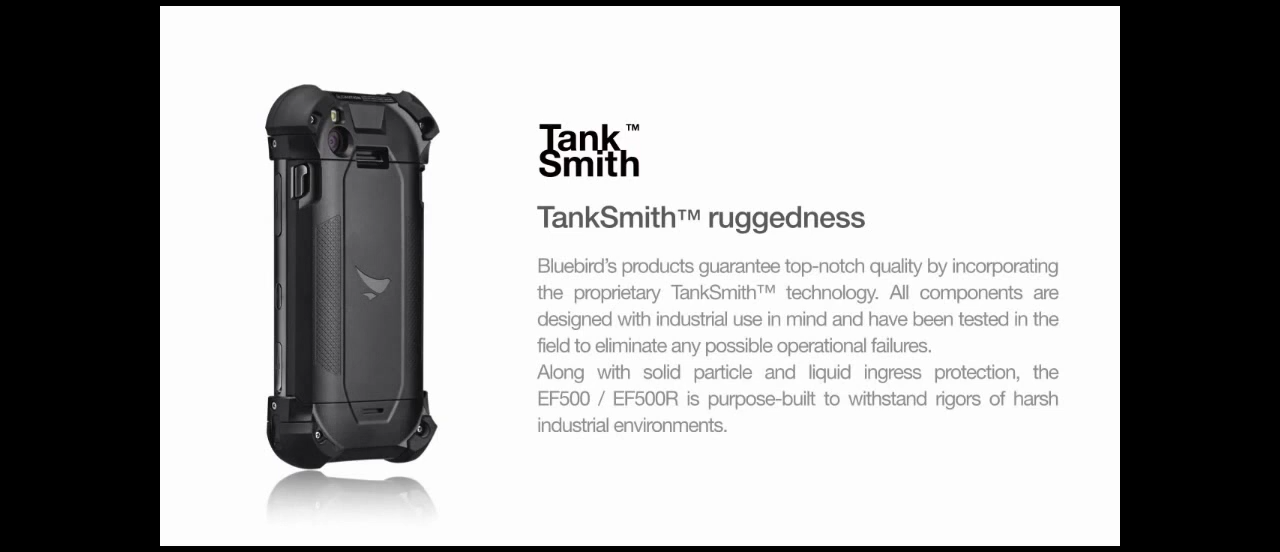 Tank™
Smith
TankSmith™ ruggedness
Bluebird’s products guarantee top-notch quality by incorporating
the proprietary TankSmith™ technology. All components are
designed with industrial use in mind and have been tested in the
field to eliminate any possible operational failures.
Along with solid particle and liquid ingress protection, the
EF500 / EF500R is purpose-built to withstand rigors of harsh
industrial environments.